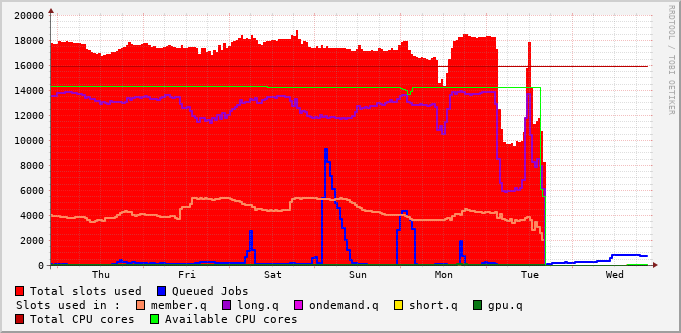 20000
18000
16000
14000
12000
10000
8000
6000
4000
2000
0
Thu Fri Sat Sun Mon Tue Wed
RRDTOOL / TOBI OETIKER
Total slots used Queued Jobs
Slots used in : member.q long.q ondemand.q short.q gpu.q
Total CPU cores Available CPU cores